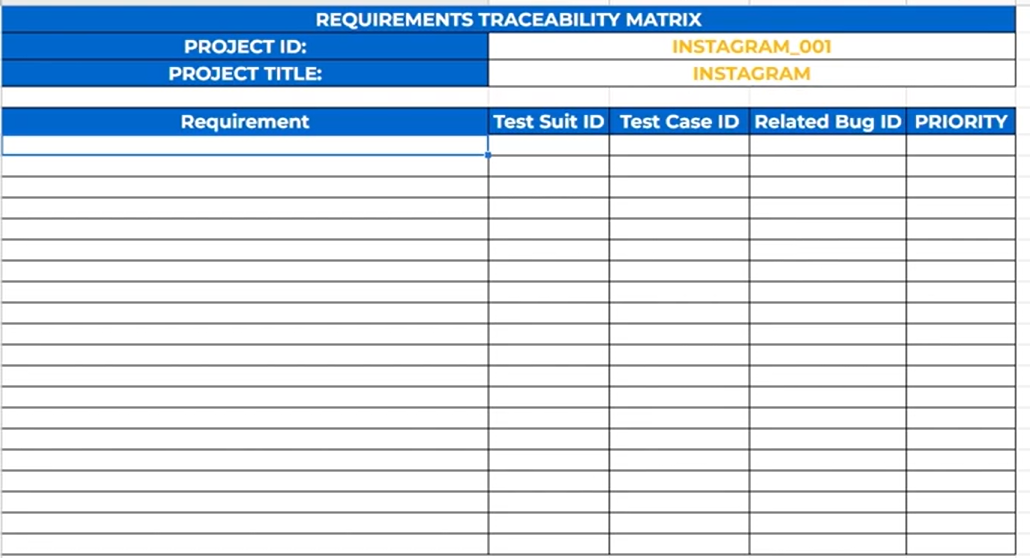 REQUIREMENTS TRACEABILITY MATRIX
PROJECT ID: INSTAGRAM_001
PROJECT TITLE: INSTAGRAM
Requirement Test Suit ID Test Case ID Related Bug ID PRIORITY